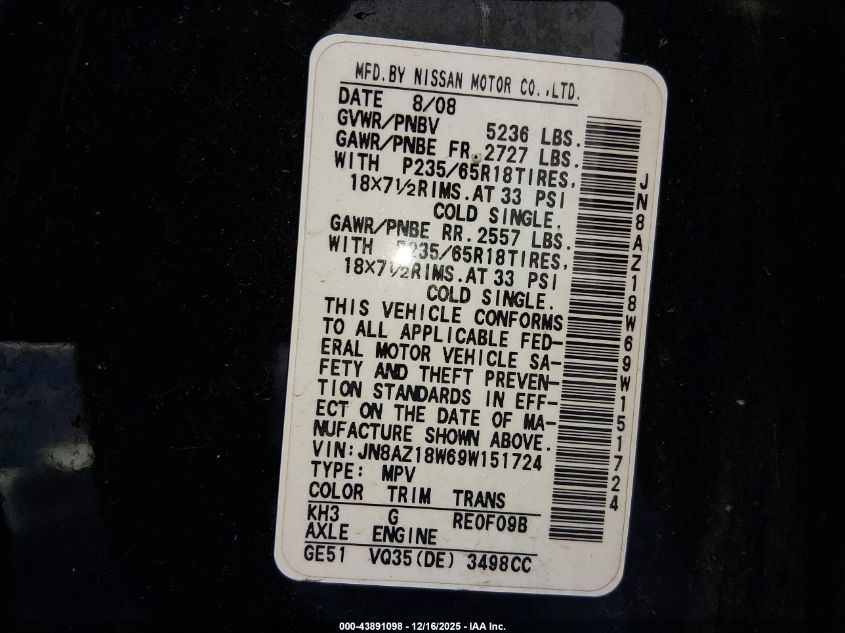 MFD.BY NISSAN MOTOR CO.,LTD.
DATE 8/08
GVWR/PNBV 5236 LBS.
GAWR/PNBE FR. 2727 LBS.
WITH P235/65R18TIRES,
18×7½RIMS.AT 33 PSI
COLD SINGLE.
GAWR/PNBE RR. 2557 LBS.
WITH P235/65R18TIRES,
18×7½RIMS.AT 33 PSI
COLD SINGLE.
THIS VEHICLE CONFORMS
TO ALL APPLICABLE FED-
ERAL MOTOR VEHICLE SA-
FETY AND THEFT PREVEN-
TION STANDARDS IN EFF-
ECT ON THE DATE OF MA-
NUFACTURE SHOWN ABOVE.
VIN:JN8AZ18W69W151724
TYPE: MPV
COLOR TRIM TRANS
KH3 G RE0F09B
AXLE ENGINE
GE51 VQ35(DE) 3498CC
JN8AZ18W69W151724
000-43891098 - 12/16/2025 - IAA Inc.